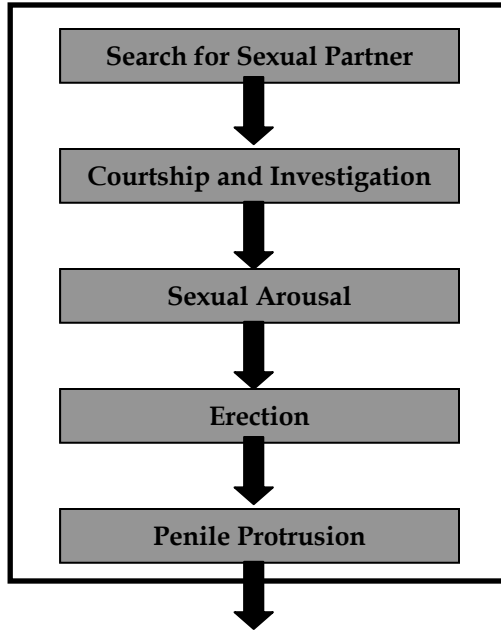 Search for Sexual Partner
Courtship and Investigation
Sexual Arousal
Erection
Penile Protrusion